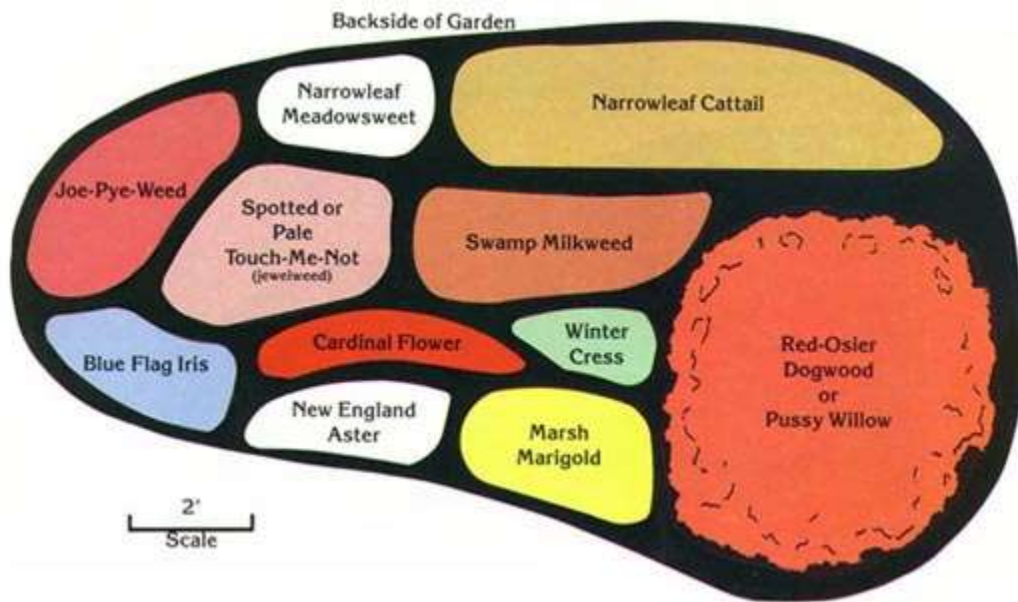 Backside of Garden
Narrowleaf
Meadowsweet
Narrowleaf Cattail
Joe-Pye-Weed
Spotted or
Pale
Touch-Me-Not
(jewelweed)
Swamp Milkweed
Blue Flag Iris
Cardinal Flower
Winter
Cress
Red-Osier
Dogwood
or
Pussy Willow
New England
Aster
Marsh
Marigold
2'
Scale